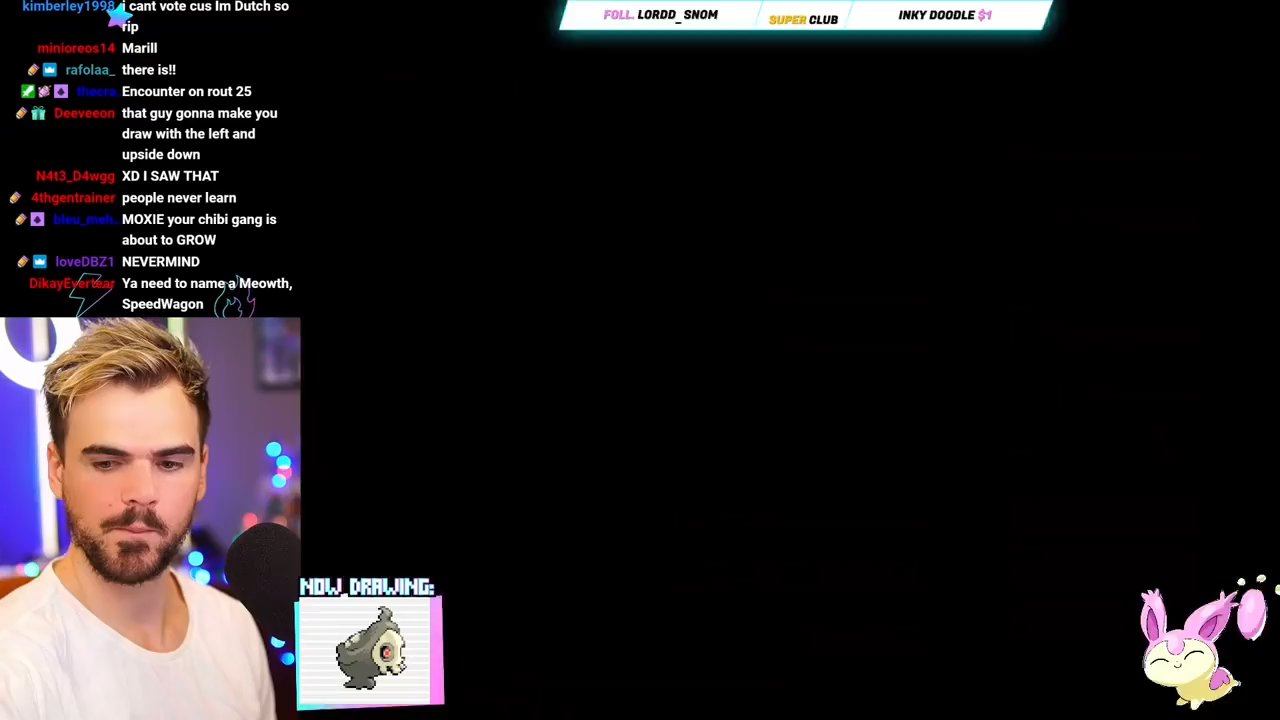 kimberley1998 i cant vote cus Im Dutch so
rip
minioreos14 Marill
rafolaa_ there is!!
Encounter on rout 25
Deeveeon that guy gonna make you
draw with the left and
upside down
N4t3_D4wgg XD I SAW THAT
4thgentrainer people never learn
bleu_meh. MOXIE your chibi gang is
about to GROW
loveDBZ1 NEVERMIND
DikayEvertear Ya need to name a Meowth,
SpeedWagon
FOLL. LORDD_SNOM
SUPER CLUB
INKY DOODLE $1
NOW DRAWING: